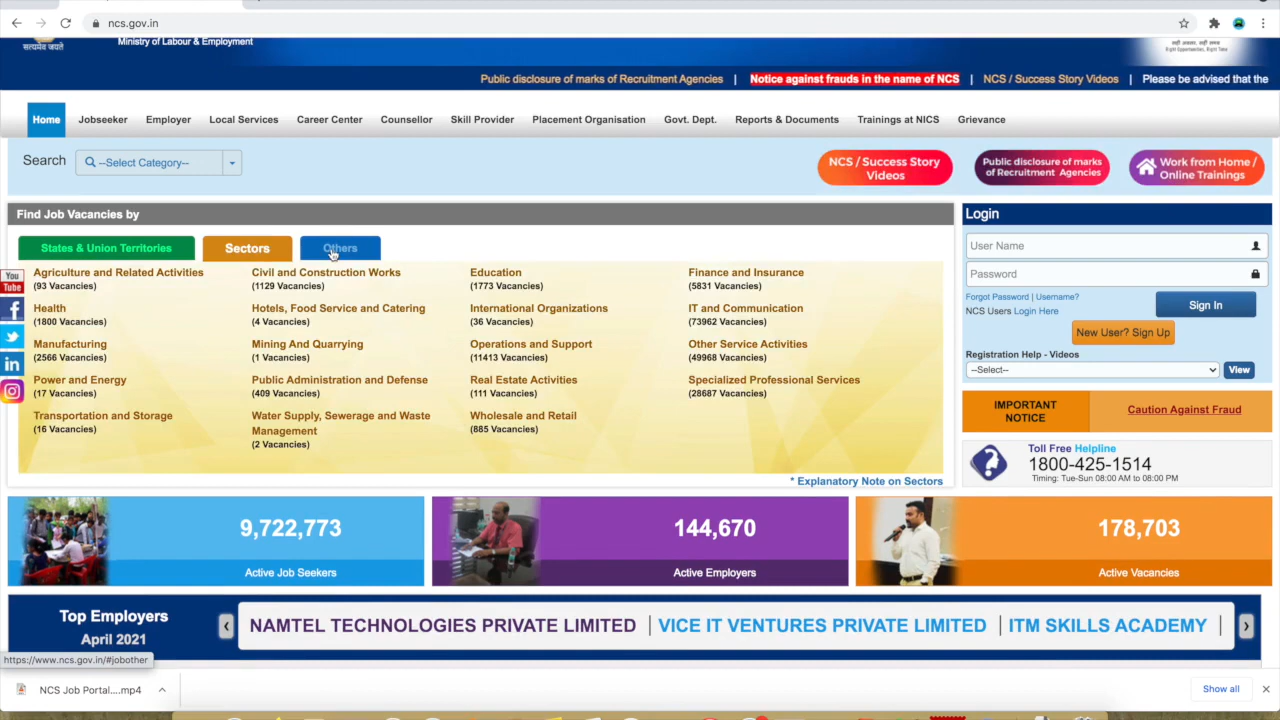 ncs.gov.in
सत्यमेव जयते
Ministry of Labour & Employment
सही अवसर, सही समय
Right Opportunities, Right Time
Public disclosure of marks of Recruitment Agencies | Notice against frauds in the name of NCS | NCS / Success Story Videos | Please be advised that the
Home Jobseeker Employer Local Services Career Center Counsellor Skill Provider Placement Organisation Govt. Dept. Reports & Documents Trainings at NICS Grievance
Search --Select Category--
NCS / Success Story
Videos
Public disclosure of marks
of Recruitment Agencies
Work from Home /
Online Trainings
Find Job Vacancies by
States & Union Territories Sectors Others
Agriculture and Related Activities
(93 Vacancies)
Civil and Construction Works
(1129 Vacancies)
Education
(1773 Vacancies)
Finance and Insurance
(5831 Vacancies)
Health
(1800 Vacancies)
Hotels, Food Service and Catering
(4 Vacancies)
International Organizations
(36 Vacancies)
IT and Communication
(73962 Vacancies)
Manufacturing
(2566 Vacancies)
Mining And Quarrying
(1 Vacancies)
Operations and Support
(11413 Vacancies)
Other Service Activities
(49968 Vacancies)
Power and Energy
(17 Vacancies)
Public Administration and Defense
(409 Vacancies)
Real Estate Activities
(111 Vacancies)
Specialized Professional Services
(28687 Vacancies)
Transportation and Storage
(16 Vacancies)
Water Supply, Sewerage and Waste
Management
(2 Vacancies)
Wholesale and Retail
(885 Vacancies)
* Explanatory Note on Sectors
You
Tube
Login
User Name
Password
Forgot Password | Username?
NCS Users Login Here
Sign In
New User? Sign Up
Registration Help - Videos
--Select--
View
IMPORTANT
NOTICE
Caution Against Fraud
Toll Free Helpline
1800-425-1514
Timing: Tue-Sun 08:00 AM to 08:00 PM
9,722,773
Active Job Seekers
144,670
Active Employers
178,703
Active Vacancies
Top Employers
April 2021
NAMTEL TECHNOLOGIES PRIVATE LIMITED | VICE IT VENTURES PRIVATE LIMITED | ITM SKILLS ACADEMY |
https://www.ncs.gov.in/#jobother
NCS Job Portal....mp4
Show all